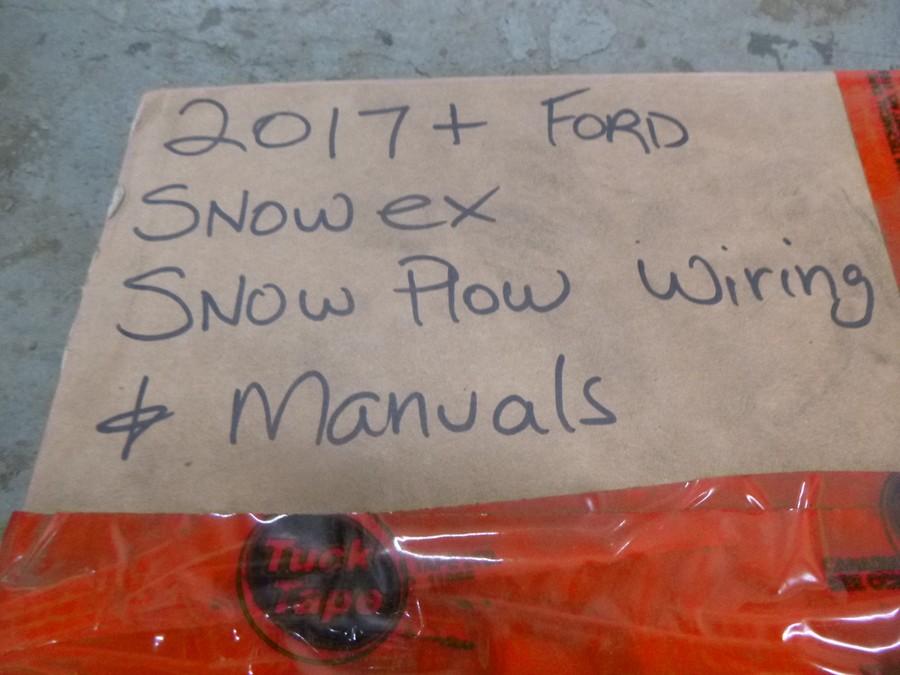 2017+ FORD
SNOW ex
SNOW Plow Wiring
& Manuals
Tuck
Tape